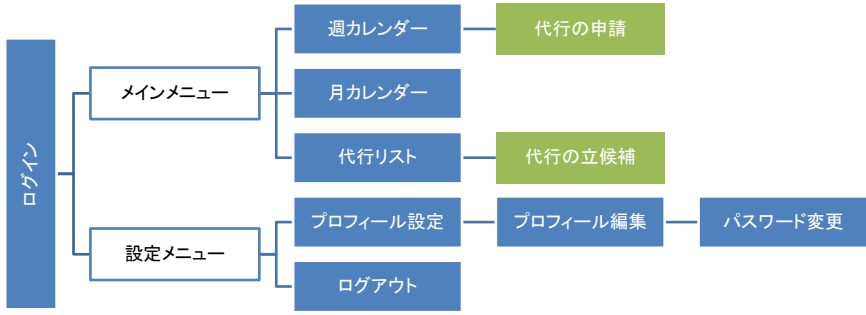 ログイン
メインメニュー
週カレンダー
代行の申請
月カレンダー
代行リスト
代行の立候補
設定メニュー
プロフィール設定
プロフィール編集
パスワード変更
ログアウト